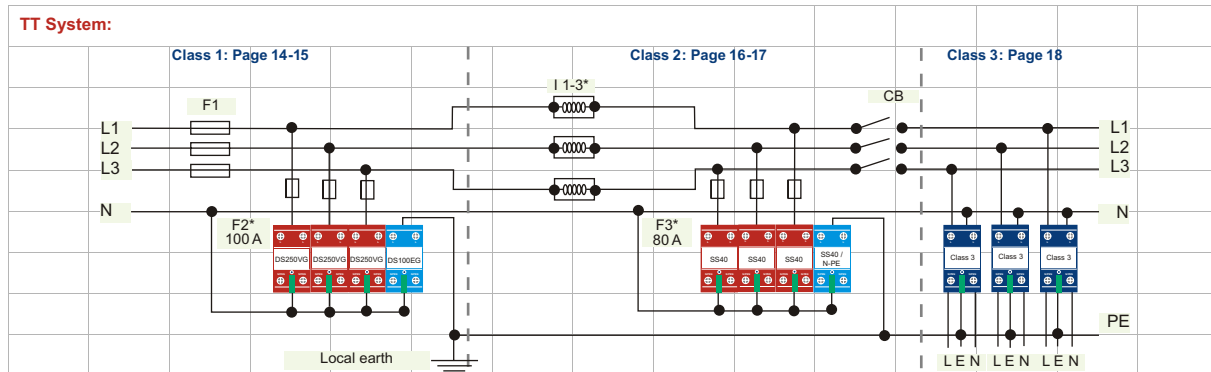 TT System:
Class 1: Page 14-15
Class 2: Page 16-17
Class 3: Page 18
F1
I 1-3*
CB
L1
L1
L2
L2
L3
L3
N
N
F2*
100 A
F3*
80 A
DS250VG
DS250VG
DS250VG
DS100EG
SS40
SS40
SS40
SS40 /
N-PE
Class 3
Class 3
Class 3
PE
Local earth
L E N
L E N
L E N